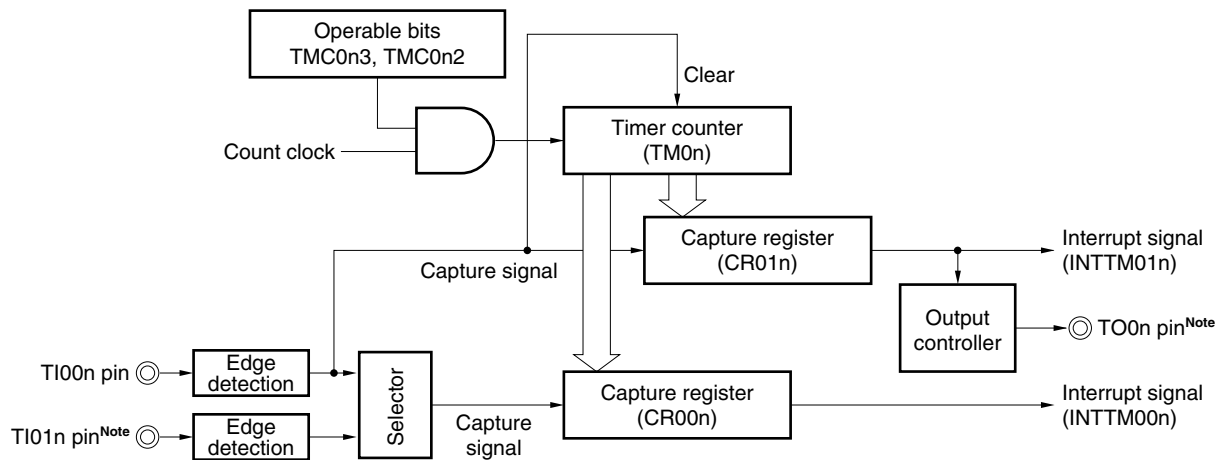 Operable bits
TMC0n3, TMC0n2
Clear
Timer counter
(TM0n)
Count clock
Capture register
(CR01n)
Interrupt signal
(INTTM01n)
Capture signal
Output
controller
TO0n pinNote
TI00n pin
Edge
detection
Selector
Capture register
(CR00n)
Interrupt signal
(INTTM00n)
Capture
signal
TI01n pinNote
Edge
detection